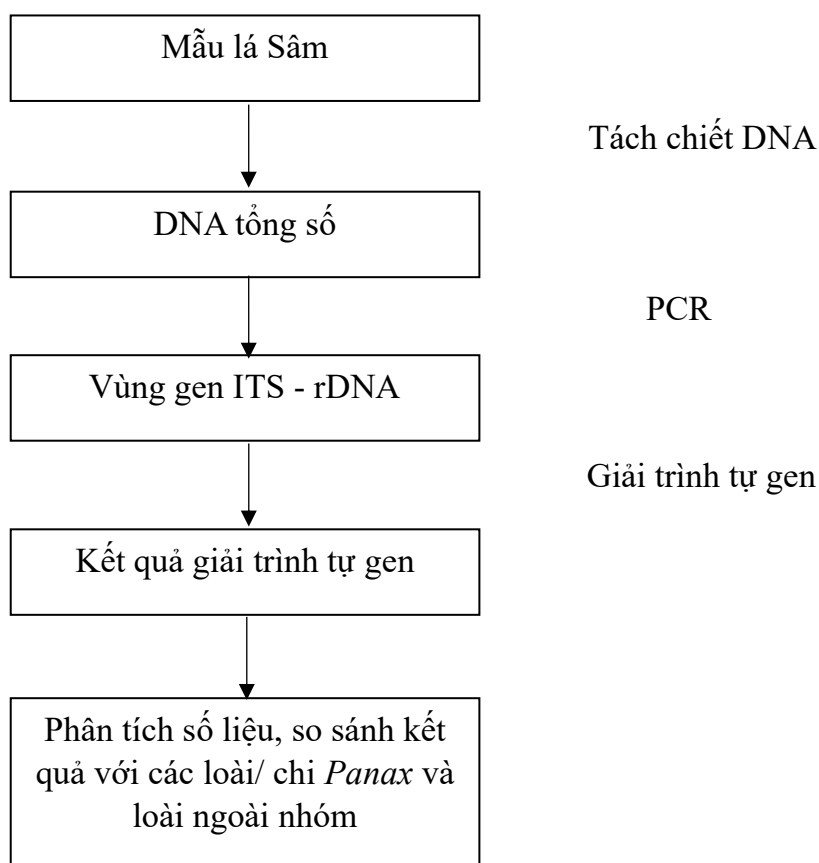 Mẫu lá Sâm
Tách chiết DNA
DNA tổng số
PCR
Vùng gen ITS - rDNA
Giải trình tự gen
Kết quả giải trình tự gen
Phân tích số liệu, so sánh kết
quả với các loài/ chi Panax và
loài ngoài nhóm